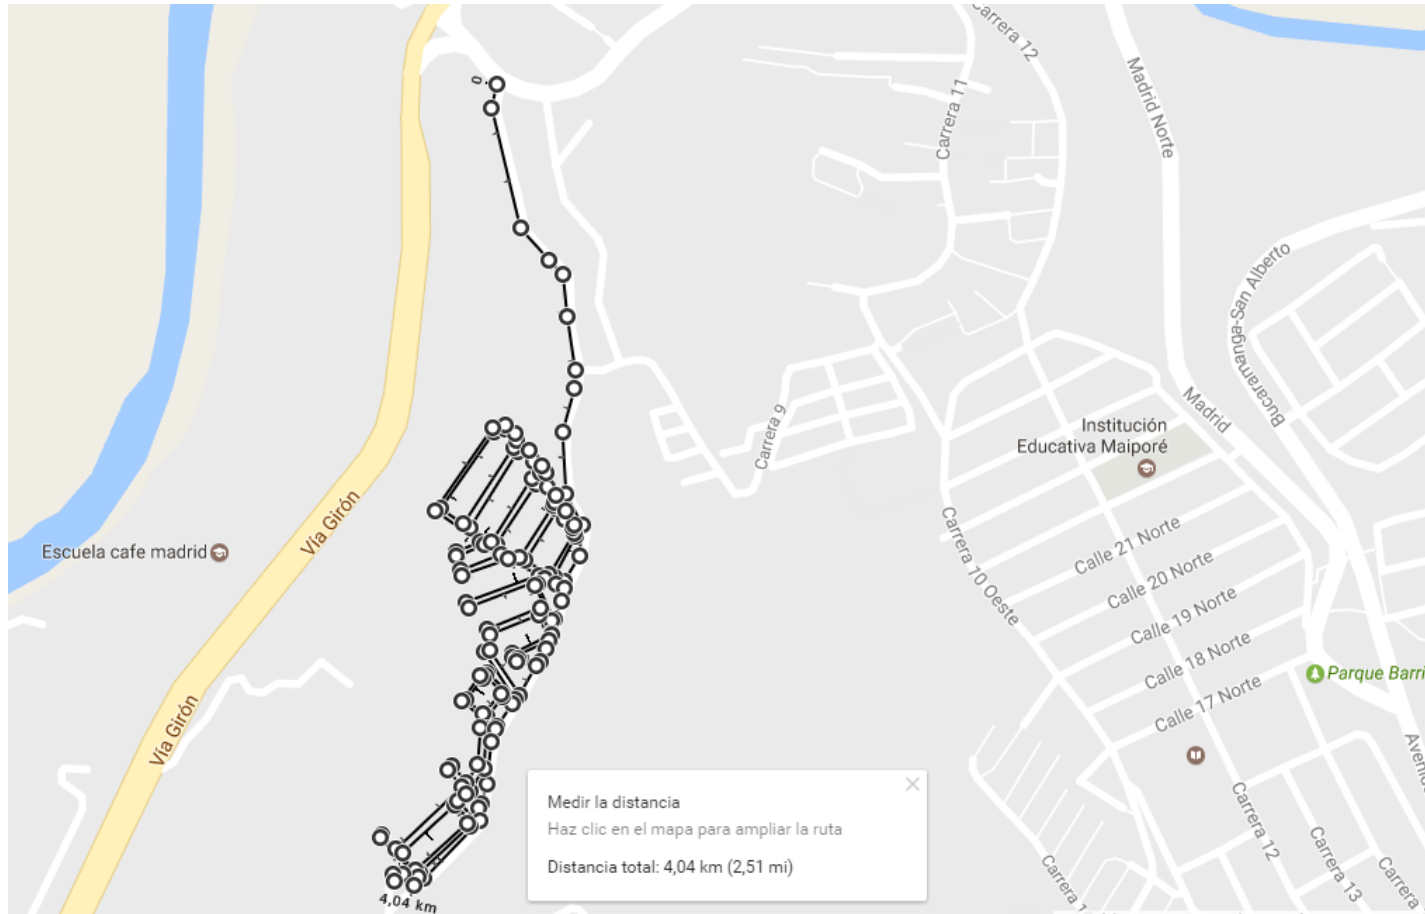 Carrera 12
0
Carrera 11
Madrid Norte
Bucaramanga-San Alberto
Madrid
Carrera 9
Institución
Educativa Maiporé
Vía Girón
Escuela cafe madrid
Carrera 10 Oeste
Calle 21 Norte
Calle 20 Norte
Calle 19 Norte
Calle 18 Norte
Calle 17 Norte
Parque Barri
Vía Girón
Avenid
Medir la distancia
Haz clic en el mapa para ampliar la ruta
Distancia total: 4,04 km (2,51 mi)
Carrera 12
Carrera 13
Carrera
Carrera 1
4,04 km